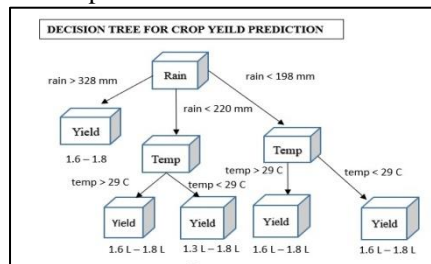 DECISION TREE FOR CROP YEILD PREDICTION
rain > 328 mm
Rain
rain < 198 mm
rain < 220 mm
Yield
1.6 – 1.8
Temp
Temp
temp > 29 C
temp < 29 C
temp > 29 C
temp < 29 C
Yield
Yield
Yield
Yield
1.6 L – 1.8 L
1.3 L – 1.8 L
1.6 L – 1.8 L
1.6 L – 1.8 L